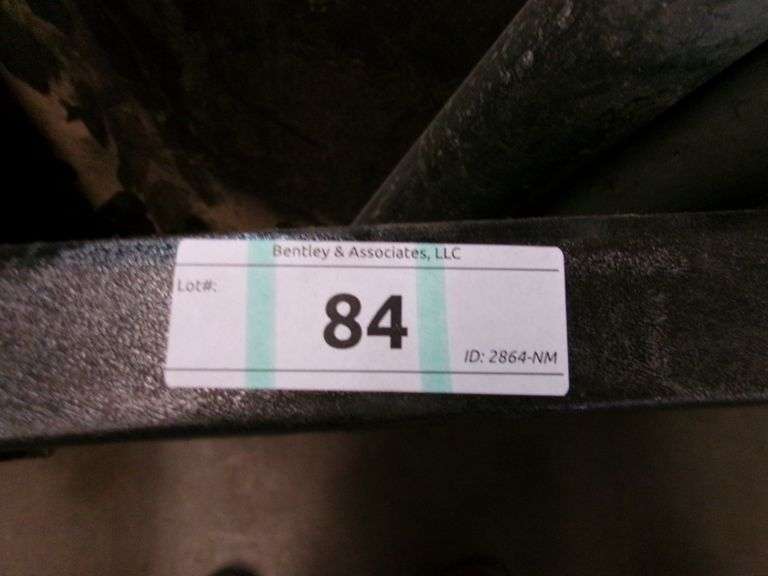 Bentley & Associates, LLC
Lot#:
84
ID: 2864-NM